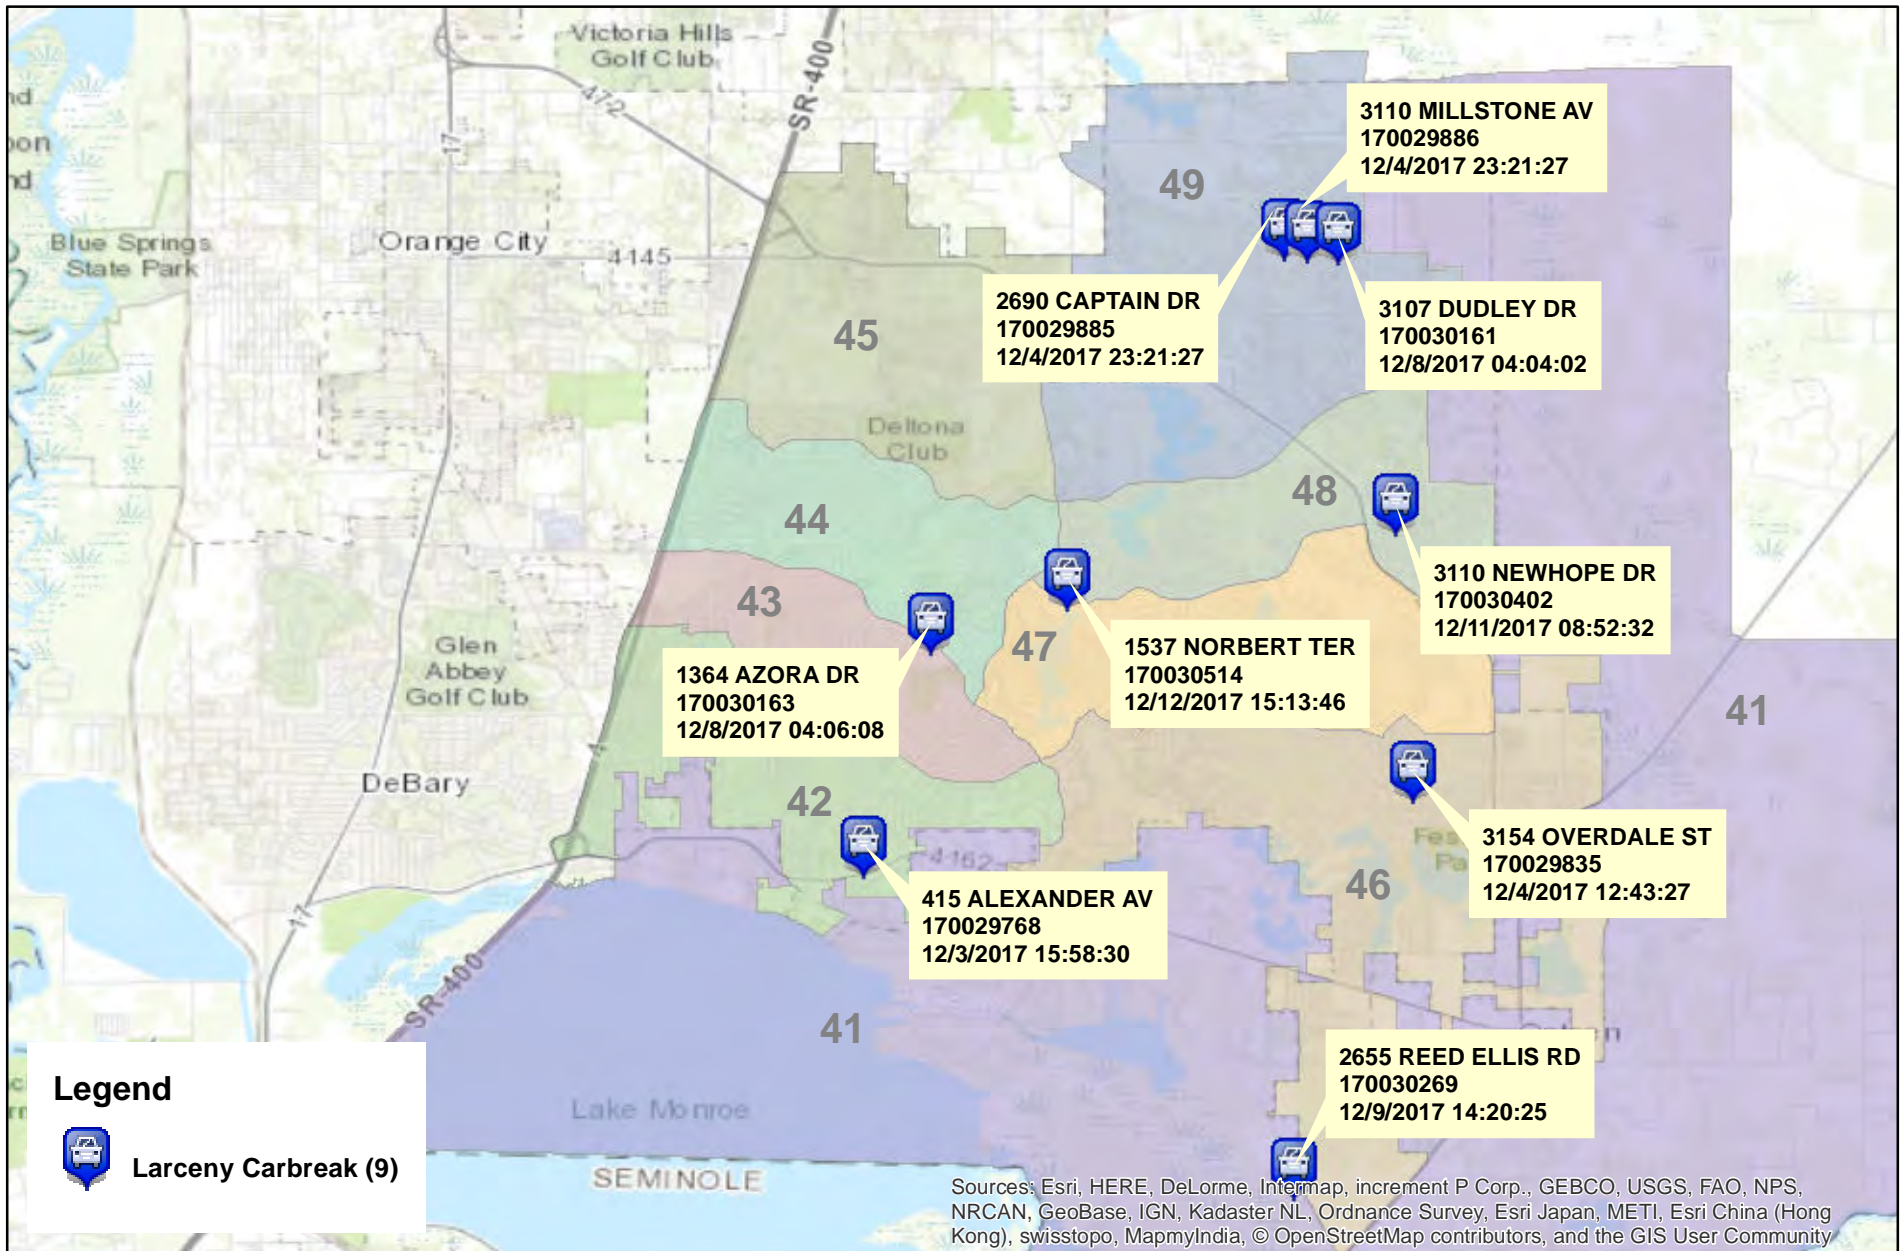 Victoria Hills
Golf Club
SR-400
472
17
nd
nd
Blue Springs
State Park
Orange City
4145
49
3110 MILLSTONE AV
170029886
12/4/2017 23:21:27
2690 CAPTAIN DR
170029885
12/4/2017 23:21:27
3107 DUDLEY DR
170030161
12/8/2017 04:04:02
45
Deltona
Club
44
48
3110 NEWHOPE DR
170030402
12/11/2017 08:52:32
43
47
1537 NORBERT TER
170030514
12/12/2017 15:13:46
Glen
Abbey
Golf Club
1364 AZORA DR
170030163
12/8/2017 04:06:08
41
DeBary
42
4162
3154 OVERDALE ST
170029835
12/4/2017 12:43:27
46
415 ALEXANDER AV
170029768
12/3/2017 15:58:30
17
SR-400
41
2655 REED ELLIS RD
170030269
12/9/2017 14:20:25
Lake Monroe
SEMINOLE
Legend
Larceny Carbreak (9)
Sources: Esri, HERE, DeLorme, Intermap, increment P Corp., GEBCO, USGS, FAO, NPS,
NRCAN, GeoBase, IGN, Kadaster NL, Ordnance Survey, Esri Japan, METI, Esri China (Hong
Kong), swisstopo, MapmyIndia, © OpenStreetMap contributors, and the GIS User Community